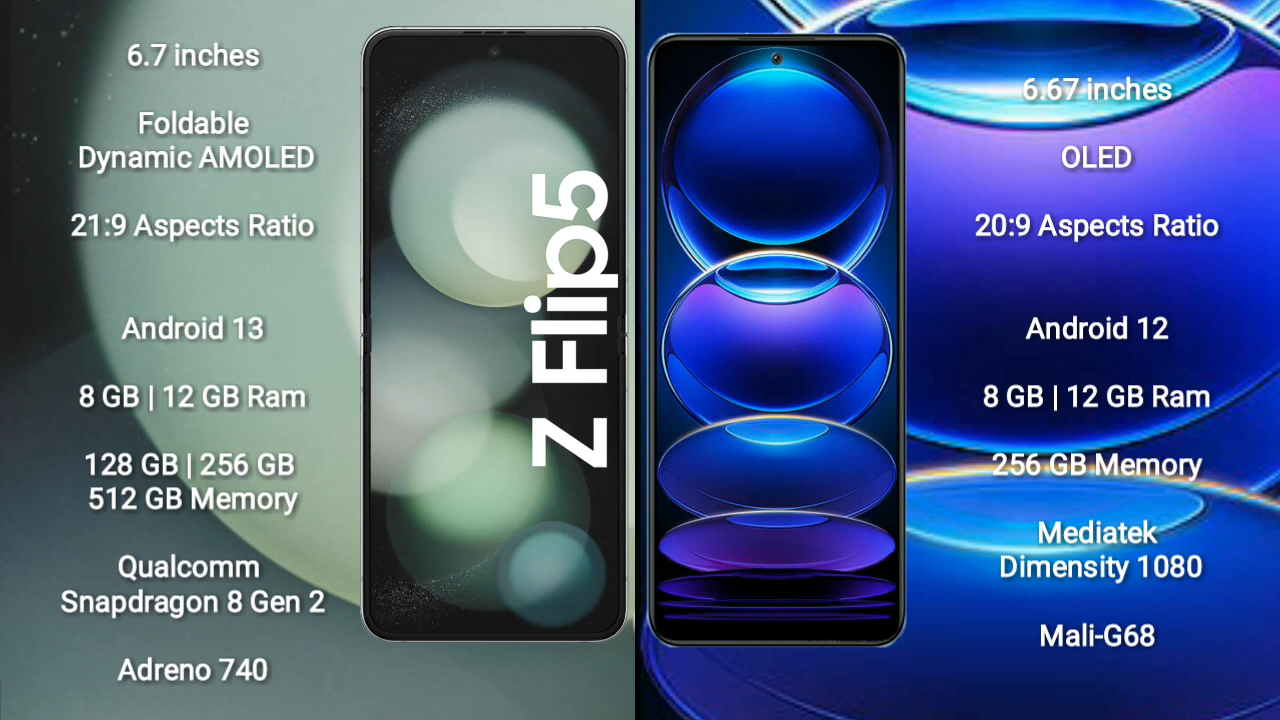 6.7 inches
Foldable
Dynamic AMOLED
21:9 Aspects Ratio
Android 13
8 GB | 12 GB Ram
128 GB | 256 GB
512 GB Memory
Qualcomm
Snapdragon 8 Gen 2
Adreno 740
Z Flip5
6.67 inches
OLED
20:9 Aspects Ratio
Android 12
8 GB | 12 GB Ram
256 GB Memory
Mediatek
Dimensity 1080
Mali-G68